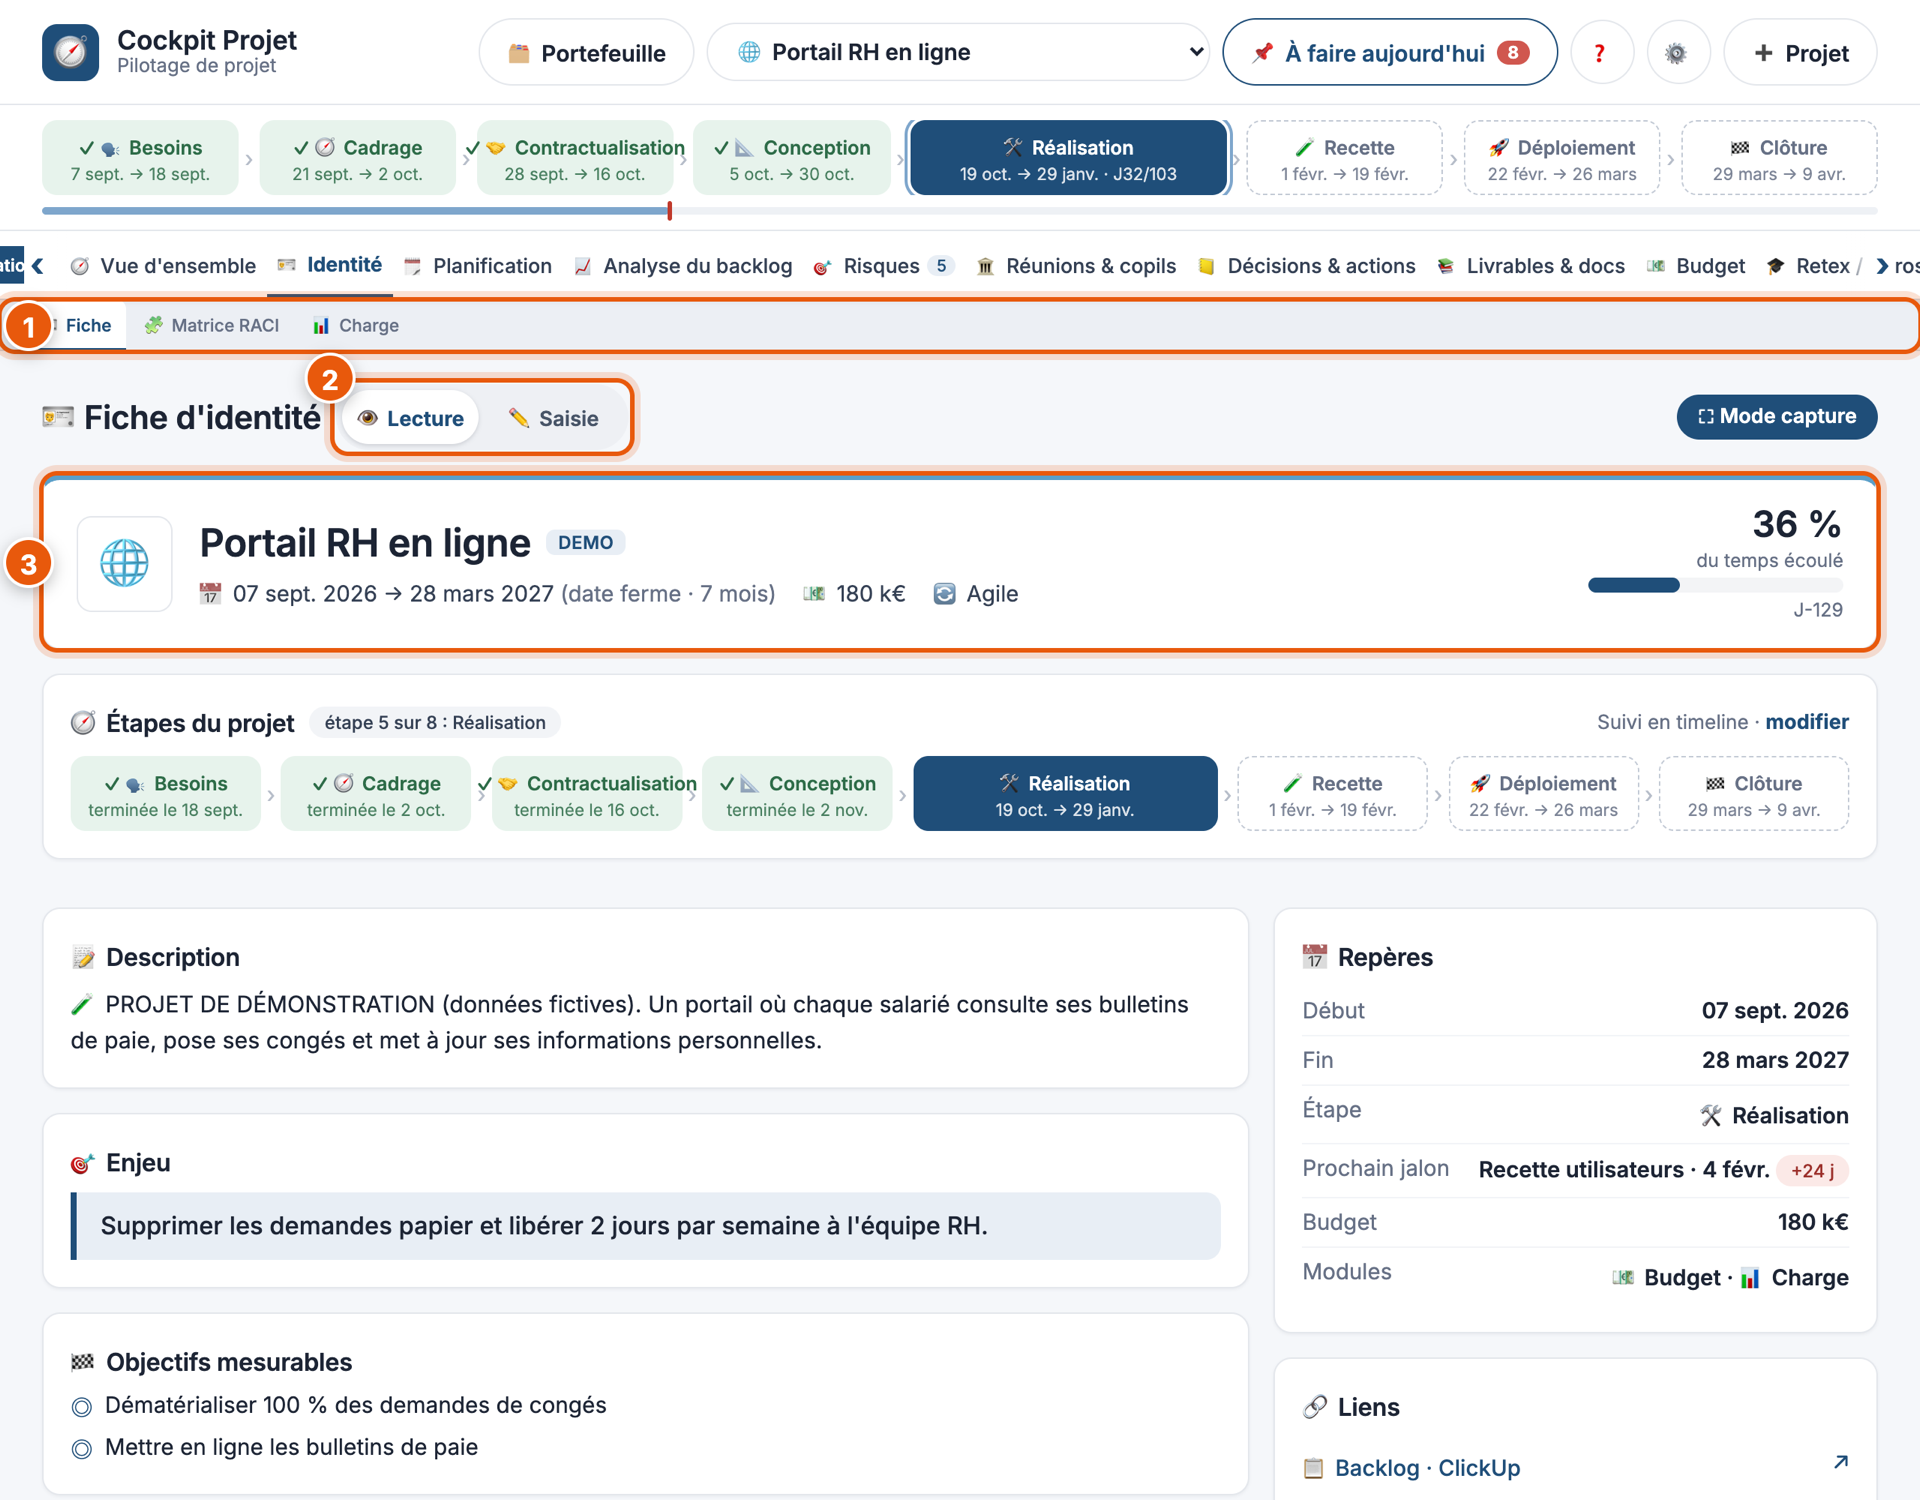 Cockpit Projet
Pilotage de projet
Portefeuille
Portail RH en ligne
À faire aujourd'hui 8
?
+ Projet
✓ Besoins
7 sept. → 18 sept.
✓ Cadrage
21 sept. → 2 oct.
✓ Contractualisation
28 sept. → 16 oct.
✓ Conception
5 oct. → 30 oct.
Réalisation
19 oct. → 29 janv. · J32/103
Recette
1 févr. → 19 févr.
Déploiement
22 févr. → 26 mars
Clôture
29 mars → 9 avr.
Vue d'ensemble
Identité
Planification
Analyse du backlog
Risques 5
Réunions & copils
Décisions & actions
Livrables & docs
Budget
Retex /
1
Fiche
Matrice RACI
Charge
2
Fiche d'identité
Lecture
Saisie
Mode capture
3
Portail RH en ligne DEMO
07 sept. 2026 → 28 mars 2027 (date ferme · 7 mois) 180 k€ Agile
36 %
du temps écoulé
J-129
Étapes du projet étape 5 sur 8 : Réalisation
Suivi en timeline · modifier
✓ Besoins
terminée le 18 sept.
✓ Cadrage
terminée le 2 oct.
✓ Contractualisation
terminée le 16 oct.
✓ Conception
terminée le 2 nov.
Réalisation
19 oct. → 29 janv.
Recette
1 févr. → 19 févr.
Déploiement
22 févr. → 26 mars
Clôture
29 mars → 9 avr.
Description
PROJET DE DÉMONSTRATION (données fictives). Un portail où chaque salarié consulte ses bulletins
de paie, pose ses congés et met à jour ses informations personnelles.
Enjeu
Supprimer les demandes papier et libérer 2 jours par semaine à l'équipe RH.
Objectifs mesurables
Dématérialiser 100 % des demandes de congés
Mettre en ligne les bulletins de paie
Repères
Début 07 sept. 2026
Fin 28 mars 2027
Étape Réalisation
Prochain jalon Recette utilisateurs · 4 févr. +24 j
Budget 180 k€
Modules Budget · Charge
Liens
Backlog · ClickUp